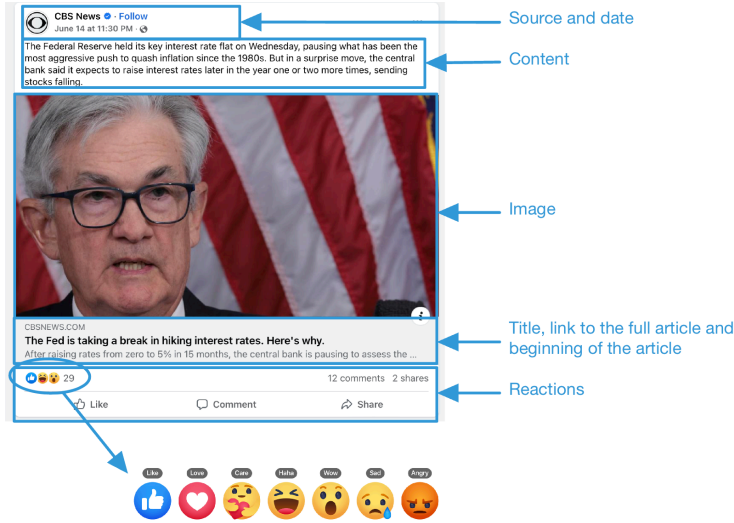 CBS News · Follow
June 14 at 11:30 PM ·
Source and date
The Federal Reserve held its key interest rate flat on Wednesday, pausing what has been the
most aggressive push to quash inflation since the 1980s. But in a surprise move, the central
bank said it expects to raise interest rates later in the year one or two more times, sending
stocks falling.
Content
Image
i
CBSNEWS.COM
The Fed is taking a break in hiking interest rates. Here's why.
After raising rates from zero to 5% in 15 months, the central bank is pausing to assess the ...
Title, link to the full article and
beginning of the article
29
12 comments 2 shares
Reactions
Like
Comment
Share
Like
Love
Care
Haha
Wow
Sad
Angry